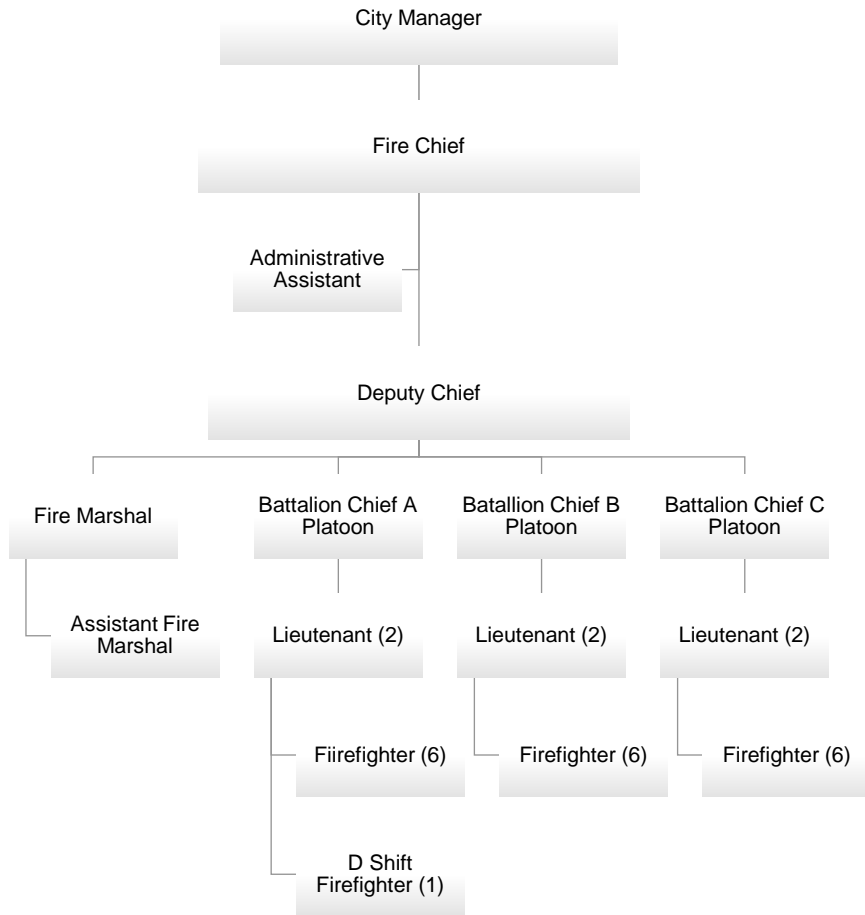 City Manager
Fire Chief
Administrative
Assistant
Deputy Chief
Fire Marshal
Battalion Chief A
Platoon
Batallion Chief B
Platoon
Battalion Chief C
Platoon
Assistant Fire
Marshal
Lieutenant (2)
Lieutenant (2)
Lieutenant (2)
Fiirefighter (6)
Firefighter (6)
Firefighter (6)
D Shift
Firefighter (1)